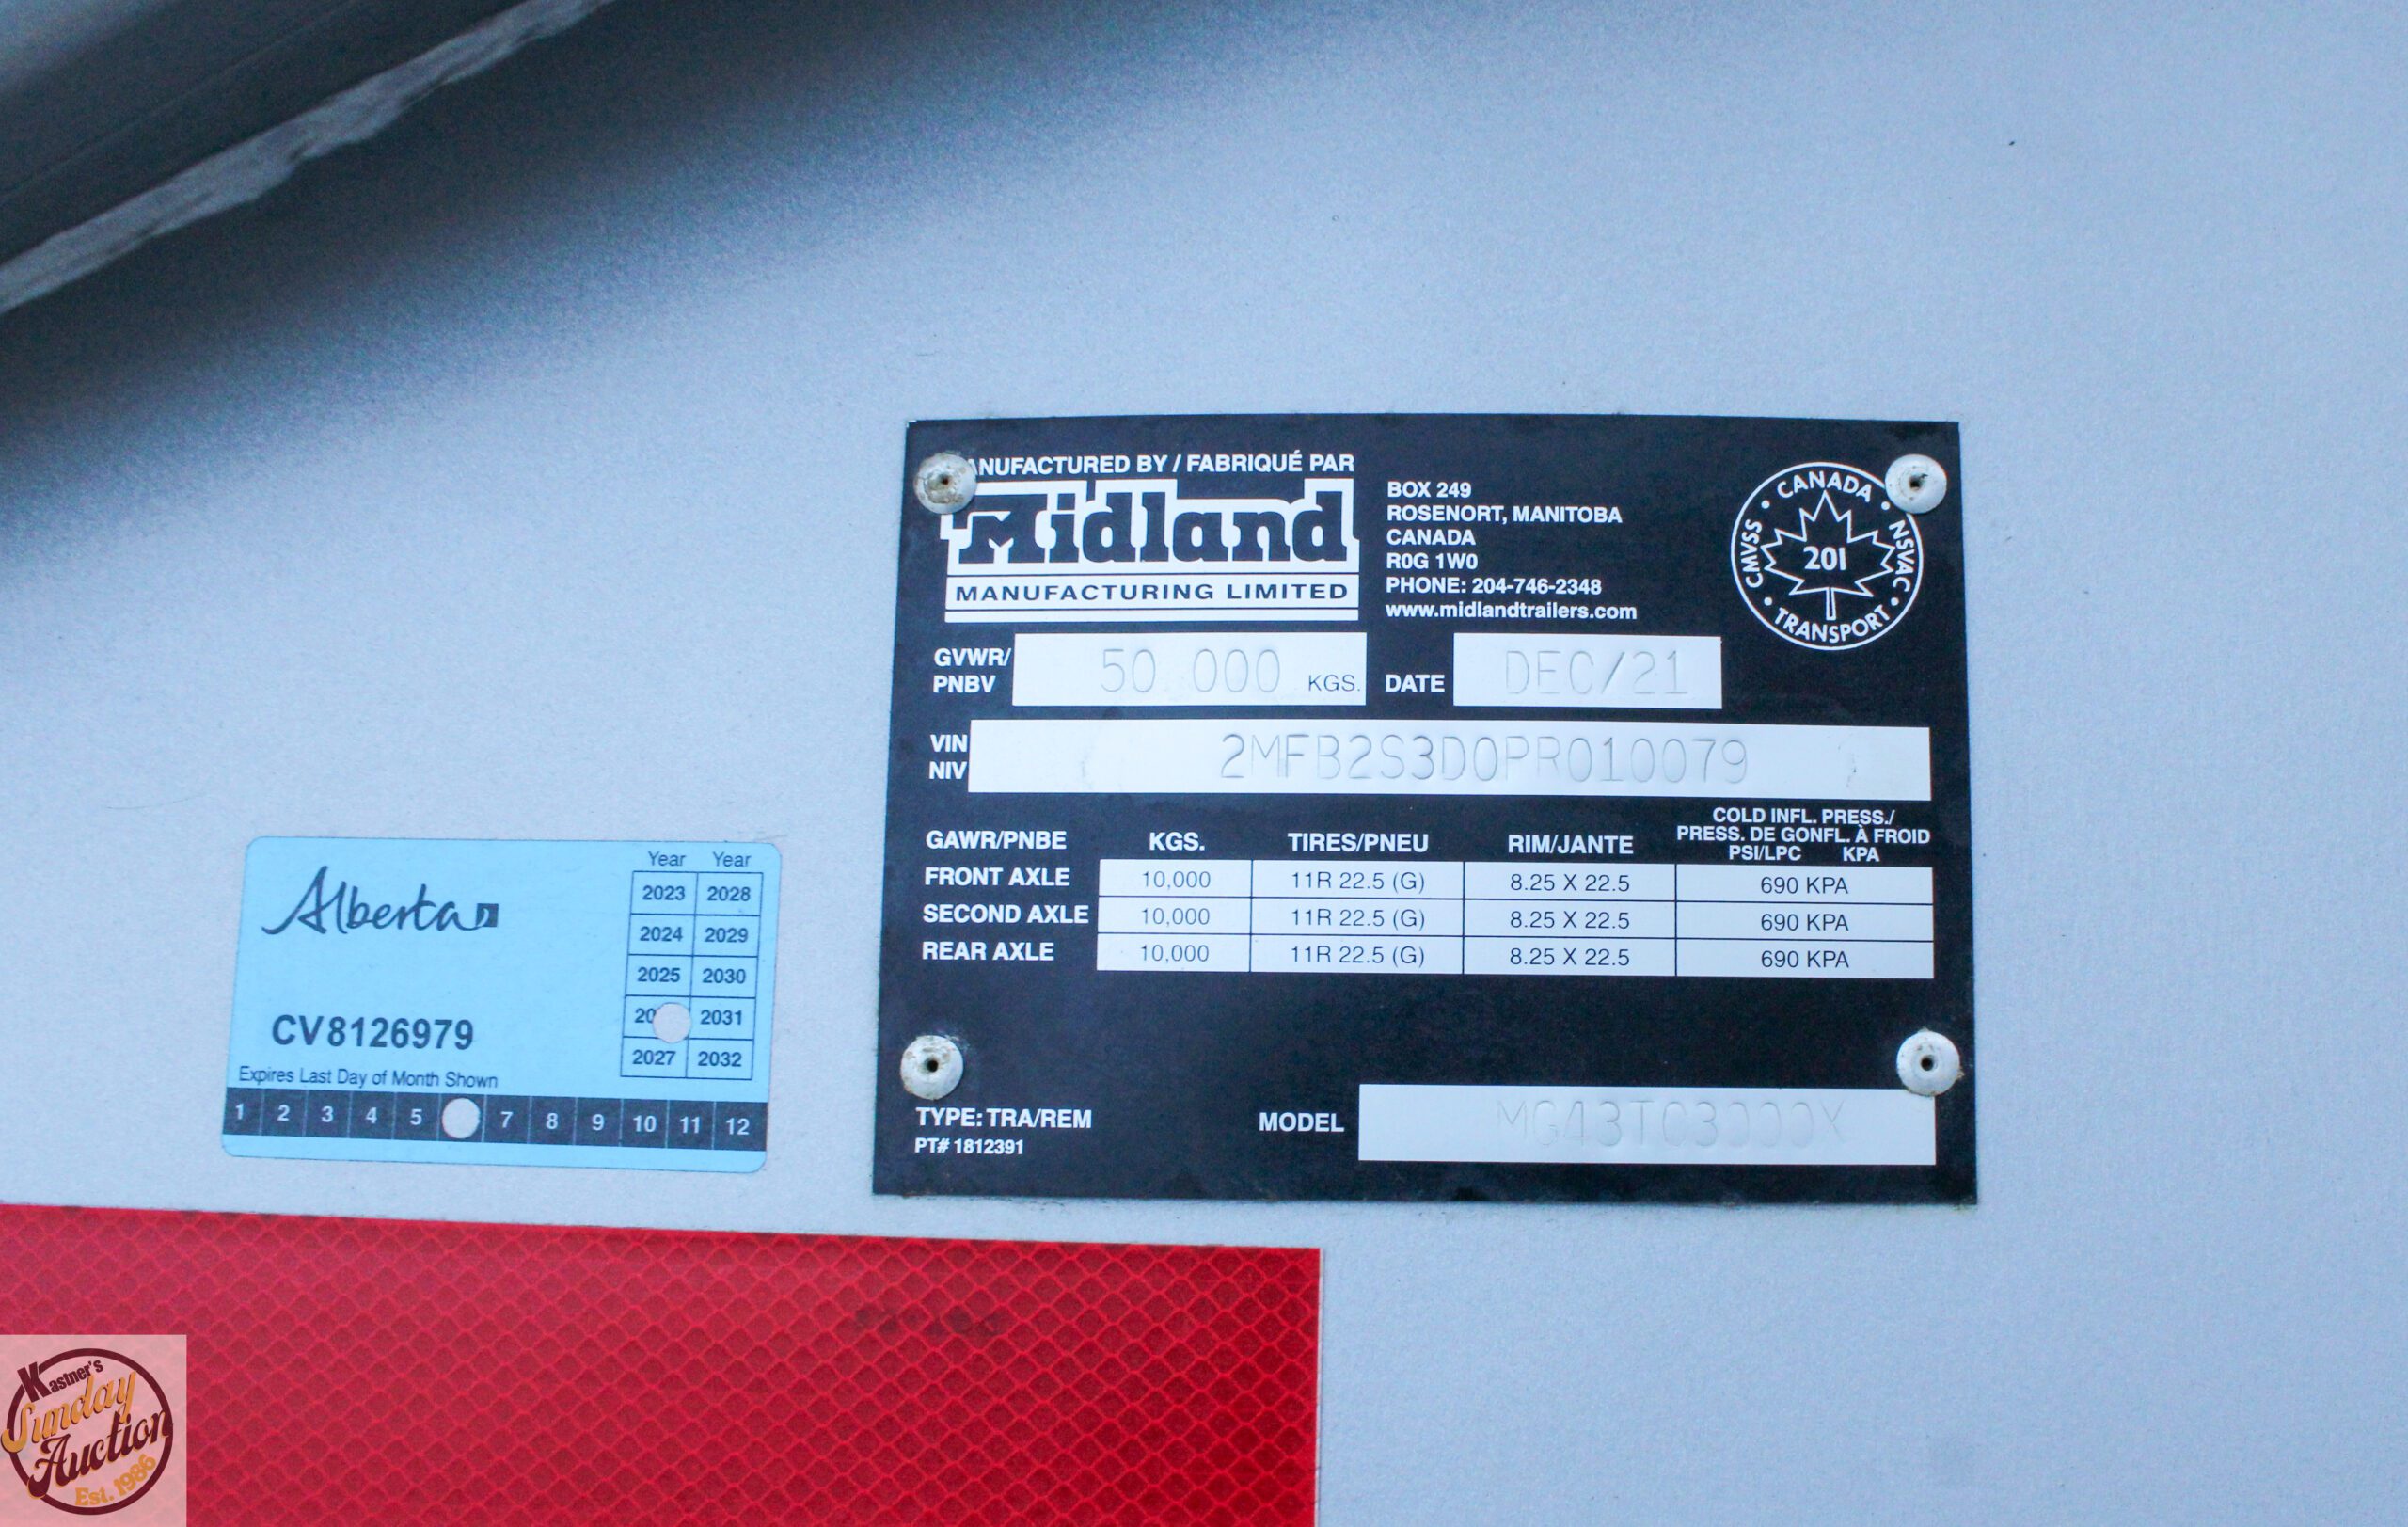 MANUFACTURED BY / FABRIQUÉ PAR
Midland
MANUFACTURING LIMITED
BOX 249
ROSENORT, MANITOBA
CANADA
R0G 1W0
PHONE: 204-746-2348
www.midlandtrailers.com
CANADA • NSVAC • TRANSPORT • CMVSS •
201
GVWR/ PNBV 50 000 KGS. DATE DEC/21
VIN NIV 2MFB2S3D0PR010079
GAWR/PNBE KGS. TIRES/PNEU RIM/JANTE COLD INFL. PRESS./
PRESS. DE GONFL. À FROID
PSI/LPC KPA
FRONT AXLE 10,000 11R 22.5 (G) 8.25 X 22.5 690 KPA
SECOND AXLE 10,000 11R 22.5 (G) 8.25 X 22.5 690 KPA
REAR AXLE 10,000 11R 22.5 (G) 8.25 X 22.5 690 KPA
TYPE: TRA/REM MODEL
PT# 1812391
Alberta
Year Year
2023 2028
2024 2029
2025 2030
20 2031
2027 2032
CV8126979
Expires Last Day of Month Shown
1 2 3 4 5 7 8 9 10 11 12
Kastner's
Sunday
Auction
Est. 1986